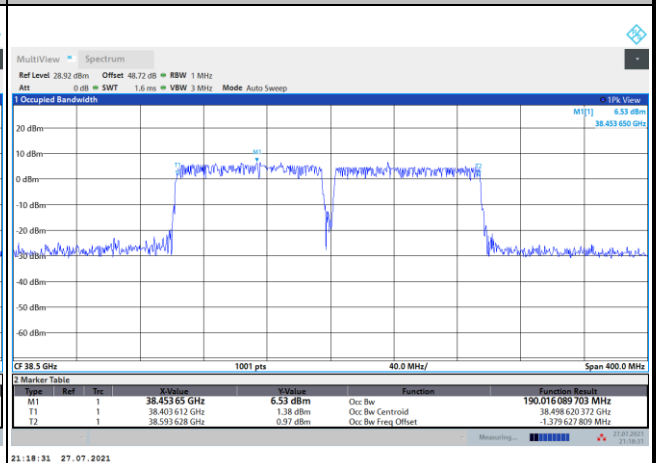 MultiView Spectrum
Ref Level 28.92 dBm Offset 48.72 dB RBW 1 MHz
Att 0 dB SWT 1.6 ms VBW 3 MHz Mode Auto Sweep
1 Occupied Bandwidth 1Pk View
M1[1] 6.53 dBm
38.453 650 GHz
20 dBm
M1
10 dBm
T1 T2
0 dBm
-10 dBm
-20 dBm
-30 dBm
-40 dBm
-50 dBm
-60 dBm
CF 38.5 GHz 1001 pts 40.0 MHz/ Span 400.0 MHz
2 Marker Table
Type Ref Trc X-Value Y-Value Function Function Result
M1 1 38.453 65 GHz 6.53 dBm Occ Bw 190.016 089 703 MHz
T1 1 38.403 612 GHz 1.38 dBm Occ Bw Centroid 38.498 620 372 GHz
T2 1 38.593 628 GHz 0.97 dBm Occ Bw Freq Offset -1.379 627 809 MHz
Measuring... 27.07.2021
21:18:31
21:18:31 27.07.2021